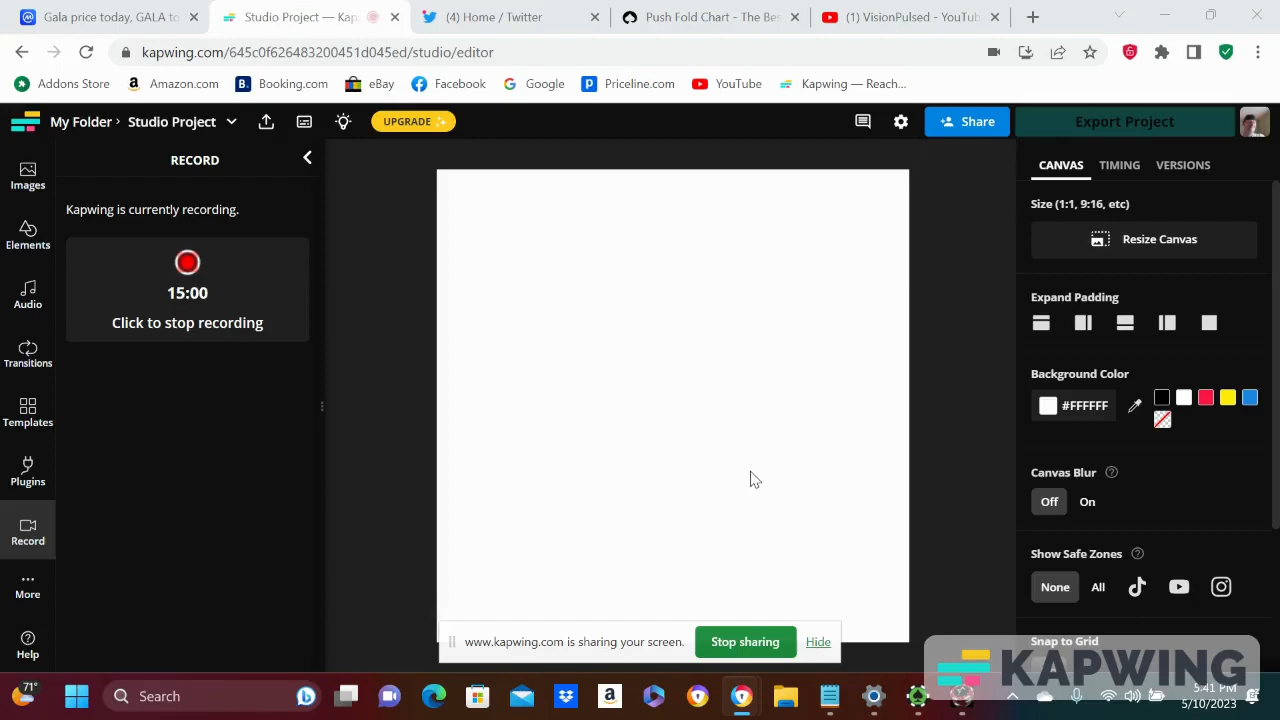 Gala price today, GALA to
Studio Project — Kap
(4) Home / Twitter
Push Fold Chart - The Bes
(1) VisionPulsed - YouTub
kapwing.com/645c0f626483200451d045ed/studio/editor
Addons Store
Amazon.com
Booking.com
eBay
Facebook
Google
Priceline.com
YouTube
Kapwing — Reach...
My Folder › Studio Project
UPGRADE
Share
Export Project
RECORD
CANVAS
TIMING
VERSIONS
Images
Elements
Audio
Transitions
Templates
Plugins
Record
More
Help
Kapwing is currently recording.
15:00
Click to stop recording
Size (1:1, 9:16, etc)
Resize Canvas
Expand Padding
Background Color
#FFFFFF
Canvas Blur
Off
On
Show Safe Zones
None
All
Snap to Grid
www.kapwing.com is sharing your screen.
Stop sharing
Hide
KAPWING
71°
Search
5:41 PM
5/10/2023